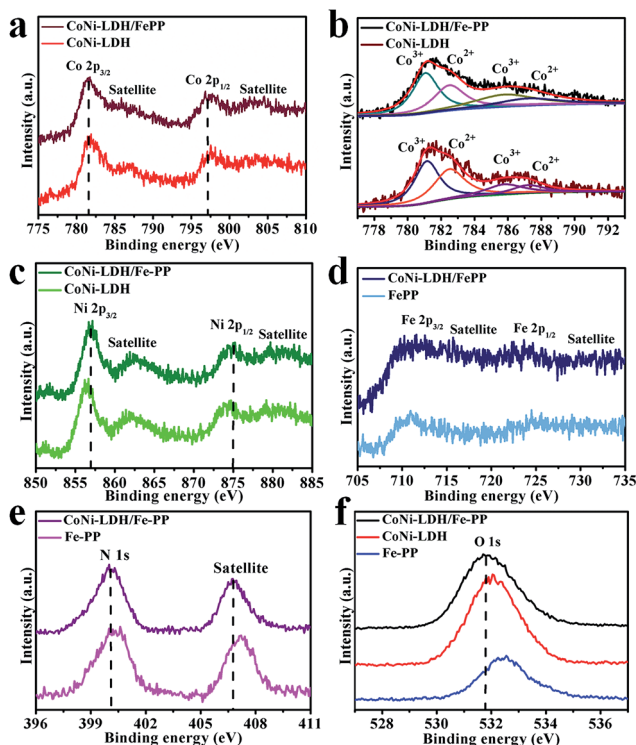 a
CoNi-LDH/FePP
CoNi-LDH
Co 2p3/2
Satellite
Co 2p1/2
Satellite
Intensity (a.u.)
775 780 785 790 795 800 805 810
Binding energy (eV)
b
CoNi-LDH/Fe-PP
CoNi-LDH
Co3+
Co2+
Co3+
Co2+
Co3+
Co2+
Co3+
Co2+
Intensity (a.u.)
778 780 782 784 786 788 790 792
Binding energy (eV)
c
CoNi-LDH/Fe-PP
CoNi-LDH
Ni 2p3/2
Satellite
Ni 2p1/2
Satellite
Intensity (a.u.)
850 855 860 865 870 875 880 885
Binding energy (eV)
d
CoNi-LDH/FePP
FePP
Fe 2p3/2
Satellite
Fe 2p1/2
Satellite
Intensity (a.u.)
705 710 715 720 725 730 735
Binding energy (eV)
e
CoNi-LDH/Fe-PP
Fe-PP
N 1s
Satellite
Intensity (a.u.)
396 399 402 405 408 411
Binding energy (eV)
f
CoNi-LDH/Fe-PP
CoNi-LDH
Fe-PP
O 1s
Intensity (a.u.)
528 530 532 534 536
Binding energy (eV)